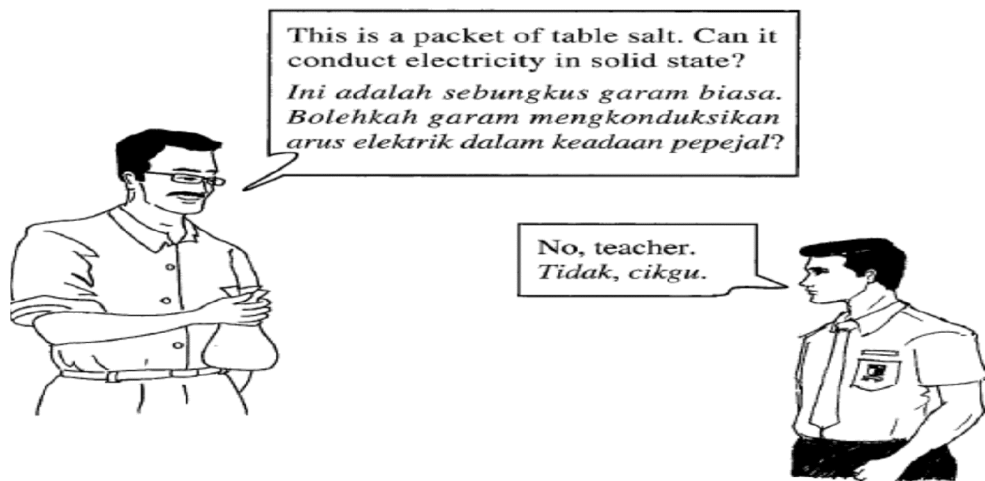 This is a packet of table salt. Can it
conduct electricity in solid state?
Ini adalah sebungkus garam biasa.
Bolehkah garam mengkonduksikan
arus elektrik dalam keadaan pepejal?
No, teacher.
Tidak, cikgu.